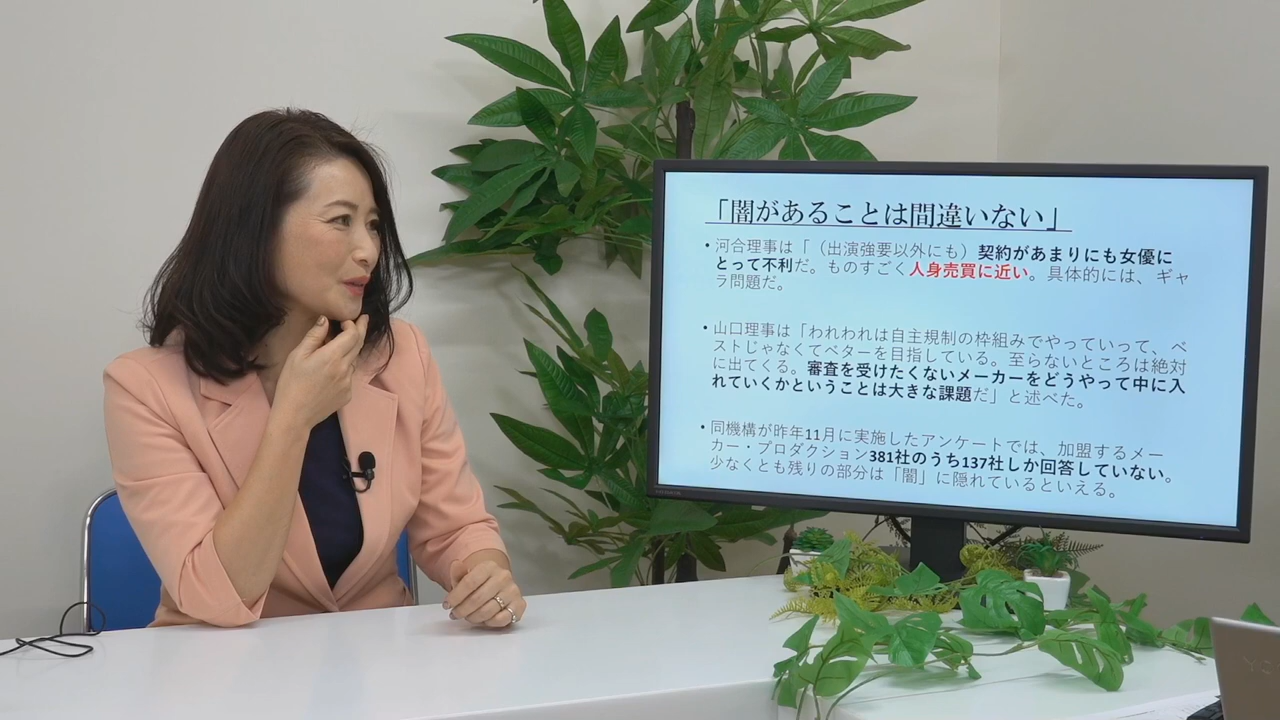 「闇があることは間違いない」
・河合理事は「（出演強要以外にも）契約があまりにも女優に
とって不利だ。ものすごく人身売買に近い。具体的には、ギャ
ラ問題だ。
・山口理事は「われわれは自主規制の枠組みでやっていって、ベ
ストじゃなくてベターを目指している。至らないところは絶対
に出てくる。審査を受けたくないメーカーをどうやって中に入
れていくかということは大きな課題だ」と述べた。
・同機構が昨年11月に実施したアンケートでは、加盟するメー
カー・プロダクション381社のうち137社しか回答していない。
少なくとも残りの部分は「闇」に隠れているといえる。